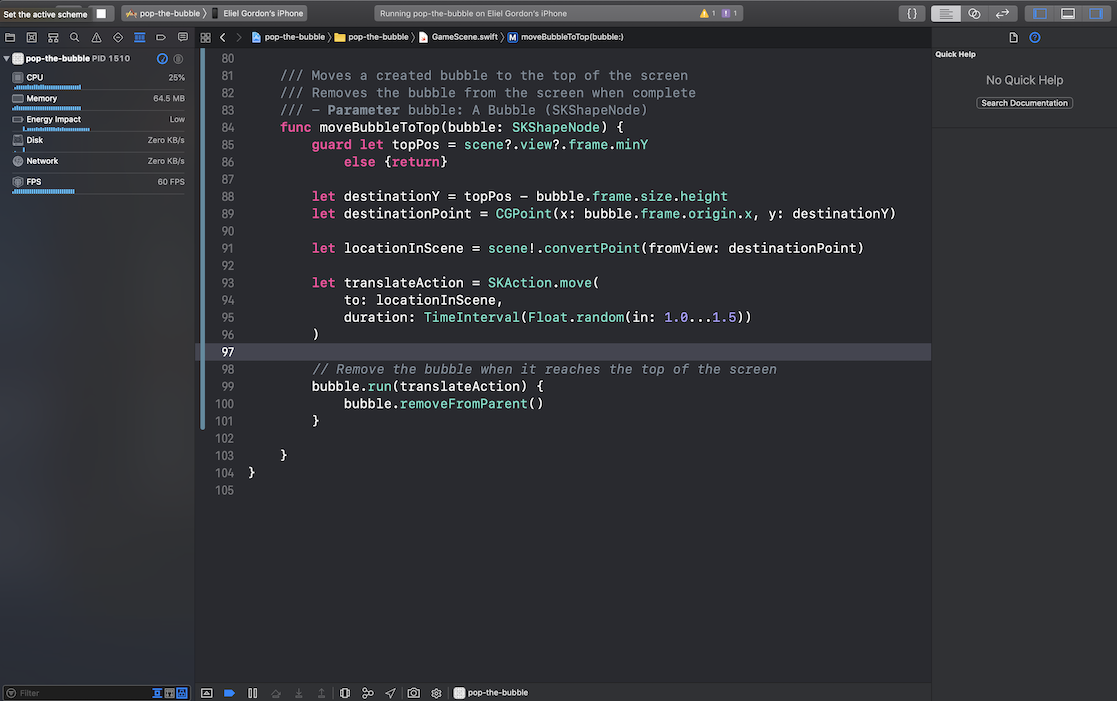 Set the active scheme
pop-the-bubble 〉 Eliel Gordon's iPhone
Running pop-the-bubble on Eliel Gordon's iPhone
1 1
{ }
pop-the-bubble 〉 pop-the-bubble 〉 GameScene.swift 〉 M moveBubbleToTop(bubble:)
pop-the-bubble PID 1510
CPU 25%
Memory 64.5 MB
Energy Impact Low
Disk Zero KB/s
Network Zero KB/s
FPS 60 FPS
80
81 /// Moves a created bubble to the top of the screen
82 /// Removes the bubble from the screen when complete
83 /// - Parameter bubble: A Bubble (SKShapeNode)
84 func moveBubbleToTop(bubble: SKShapeNode) {
85 guard let topPos = scene?.view?.frame.minY
86 else {return}
87
88 let destinationY = topPos - bubble.frame.size.height
89 let destinationPoint = CGPoint(x: bubble.frame.origin.x, y: destinationY)
90
91 let locationInScene = scene!.convertPoint(fromView: destinationPoint)
92
93 let translateAction = SKAction.move(
94 to: locationInScene,
95 duration: TimeInterval(Float.random(in: 1.0...1.5))
96 )
97
98 // Remove the bubble when it reaches the top of the screen
99 bubble.run(translateAction) {
100 bubble.removeFromParent()
101 }
102
103 }
104 }
105
Quick Help
No Quick Help
Search Documentation
Filter
pop-the-bubble